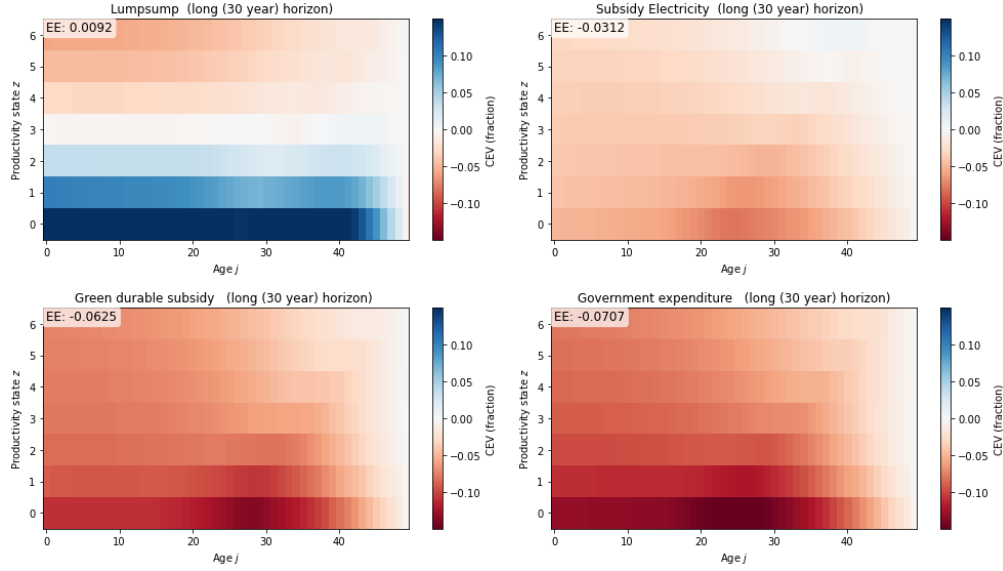 Lumpsump (long (30 year) horizon)
EE: 0.0092
Productivity state z
6
5
4
3
2
1
0
0 10 20 30 40
Age j
0.10
0.05
0.00
−0.05
−0.10
CEV (fraction)
Subsidy Electricity (long (30 year) horizon)
EE: -0.0312
Productivity state z
6
5
4
3
2
1
0
0 10 20 30 40
Age j
0.10
0.05
0.00
−0.05
−0.10
CEV (fraction)
Green durable subsidy (long (30 year) horizon)
EE: -0.0625
Productivity state z
6
5
4
3
2
1
0
0 10 20 30 40
Age j
0.10
0.05
0.00
−0.05
−0.10
CEV (fraction)
Government expenditure (long (30 year) horizon)
EE: -0.0707
Productivity state z
6
5
4
3
2
1
0
0 10 20 30 40
Age j
0.10
0.05
0.00
−0.05
−0.10
CEV (fraction)